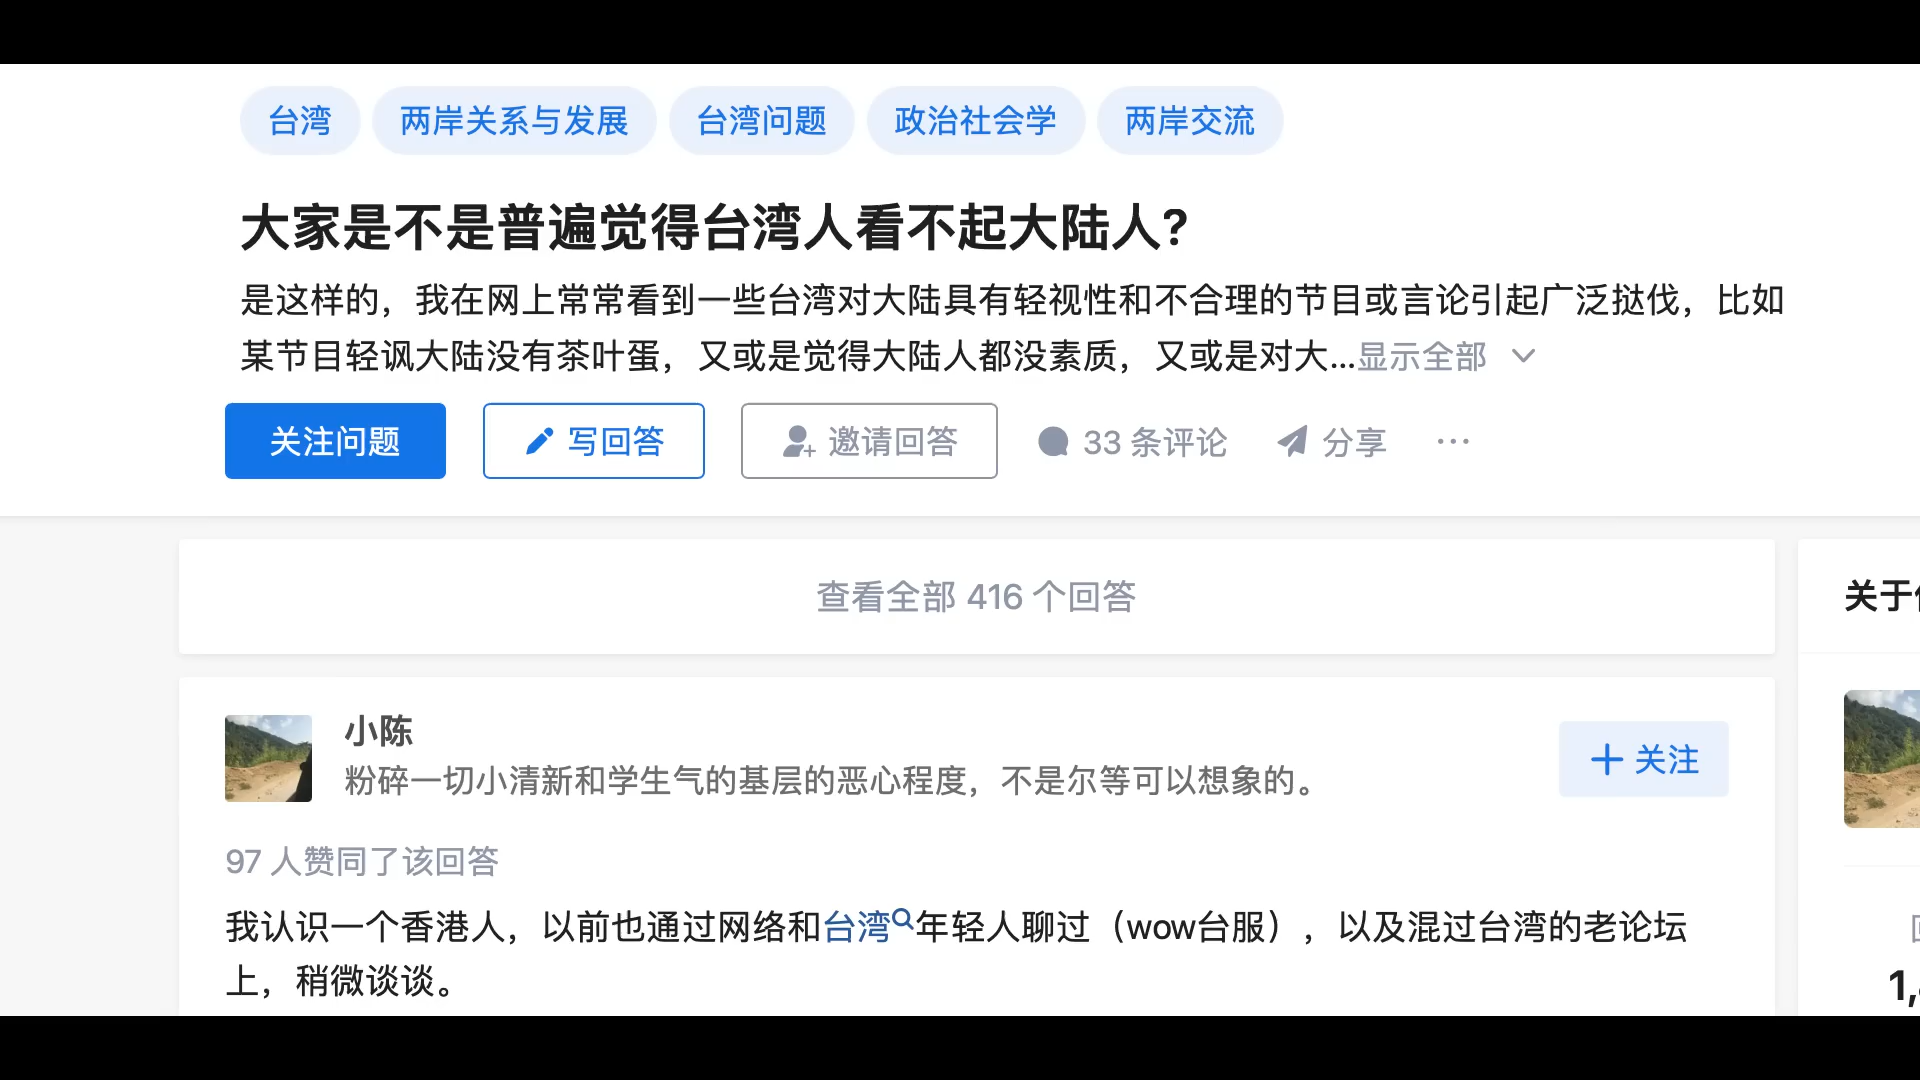 台湾 两岸关系与发展 台湾问题 政治社会学 两岸交流
大家是不是普遍觉得台湾人看不起大陆人?
是这样的，我在网上常常看到一些台湾对大陆具有轻视性和不合理的节目或言论引起广泛挞伐，比如
某节目轻讽大陆没有茶叶蛋，又或是觉得大陆人都没素质，又或是对大...显示全部
关注问题 写回答 邀请回答 33 条评论 分享 ...
查看全部 416 个回答
关于
小陈
粉碎一切小清新和学生气的基层的恶心程度，不是尔等可以想象的。
+ 关注
97 人赞同了该回答
我认识一个香港人，以前也通过网络和台湾年轻人聊过（wow台服），以及混过台湾的老论坛
上，稍微谈谈。
1,